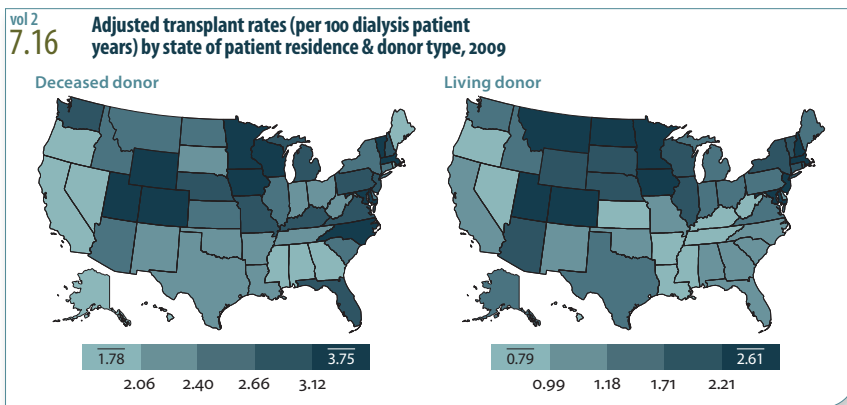 vol 2
7.16
Adjusted transplant rates (per 100 dialysis patient
years) by state of patient residence & donor type, 2009
Deceased donor
Living donor
1.78
3.75
2.06 2.40 2.66 3.12
0.79
2.61
0.99 1.18 1.71 2.21